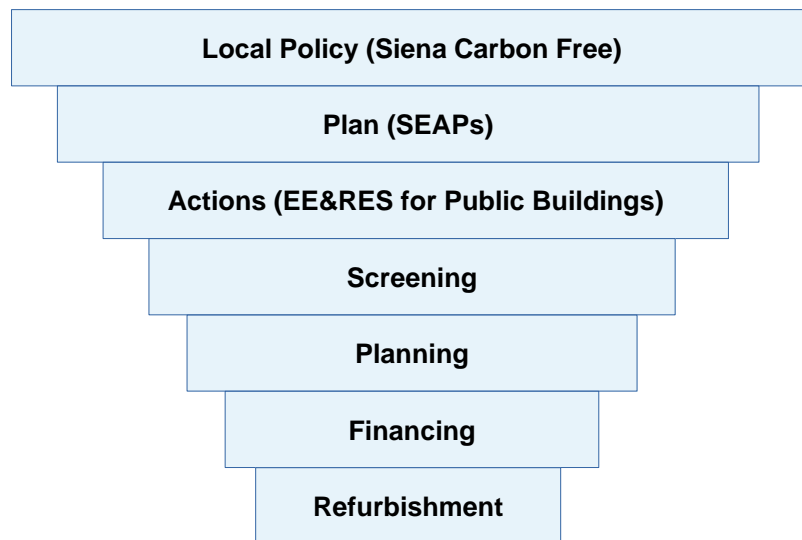 Local Policy (Siena Carbon Free)
Plan (SEAPs)
Actions (EE&RES for Public Buildings)
Screening
Planning
Financing
Refurbishment